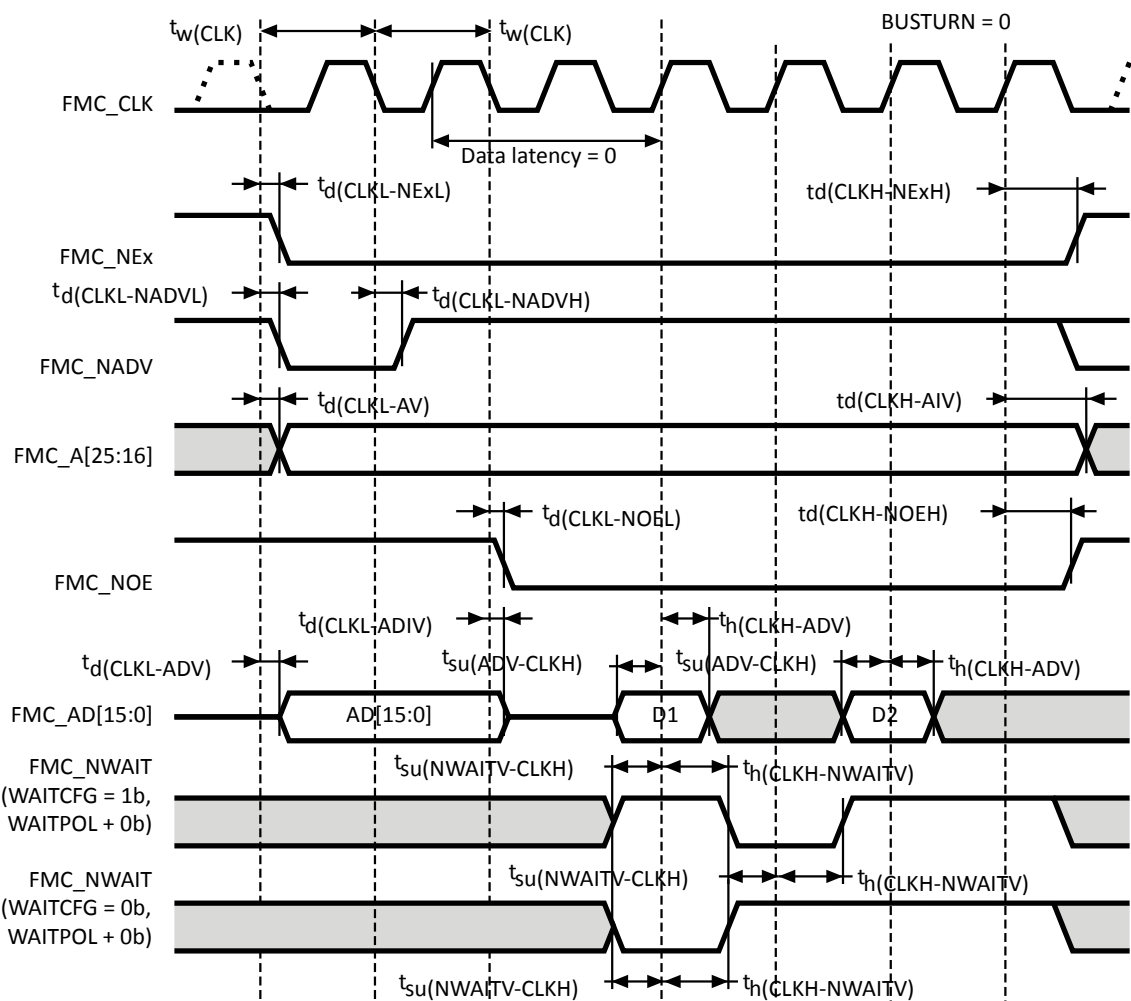 BUSTURN = 0
tw(CLK) tw(CLK)
FMC_CLK
Data latency = 0
td(CLKL-NExL) td(CLKH-NExH)
FMC_NEx
td(CLKL-NADVL) td(CLKL-NADVH)
FMC_NADV
td(CLKL-AV) td(CLKH-AIV)
FMC_A[25:16]
td(CLKL-NOEL) td(CLKH-NOEH)
FMC_NOE
td(CLKL-ADIV) th(CLKH-ADV)
td(CLKL-ADV) tsu(ADV-CLKH) tsu(ADV-CLKH) th(CLKH-ADV)
FMC_AD[15:0] AD[15:0] D1 D2
FMC_NWAIT
(WAITCFG = 1b,
WAITPOL + 0b)
tsu(NWAITV-CLKH) th(CLKH-NWAITV)
tsu(NWAITV-CLKH) th(CLKH-NWAITV)
FMC_NWAIT
(WAITCFG = 0b,
WAITPOL + 0b)
tsu(NWAITV-CLKH) th(CLKH-NWAITV)